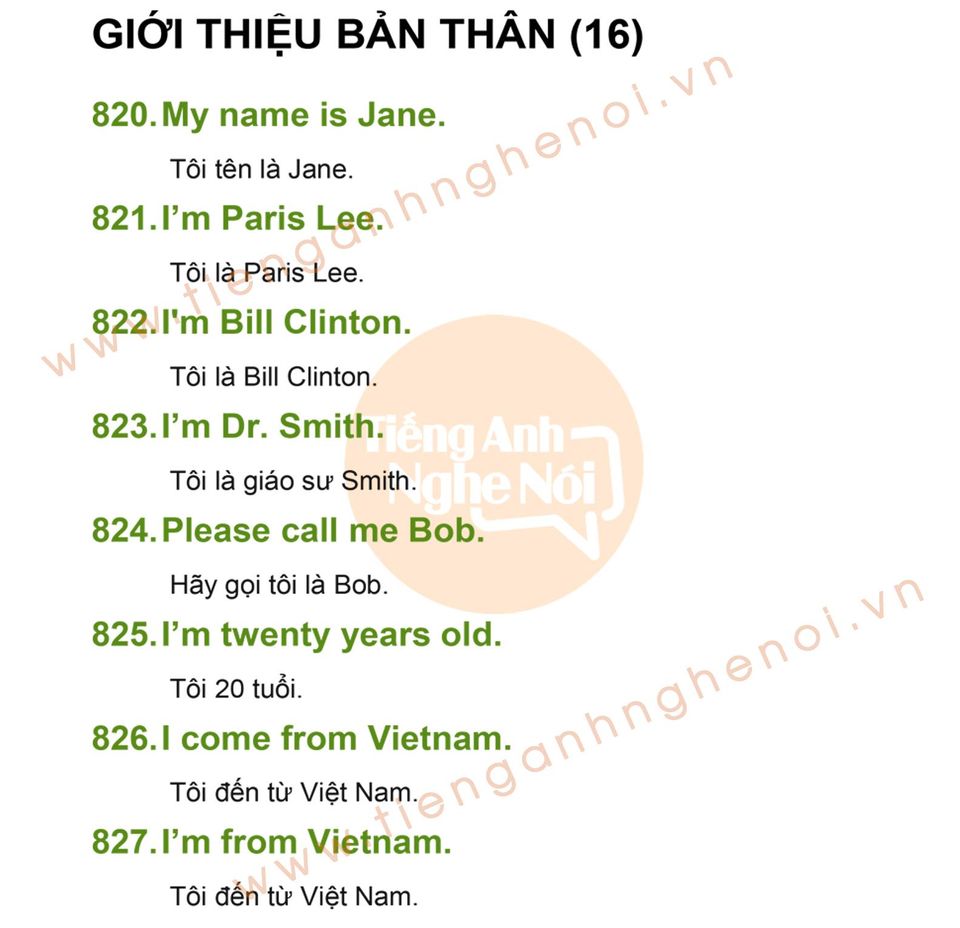 GIỚI THIỆU BẢN THÂN (16)
820. My name is Jane.
Tôi tên là Jane.
821. I’m Paris Lee.
Tôi là Paris Lee.
822. I'm Bill Clinton.
Tôi là Bill Clinton.
823. I’m Dr. Smith.
Tôi là giáo sư Smith.
824. Please call me Bob.
Hãy gọi tôi là Bob.
825. I’m twenty years old.
Tôi 20 tuổi.
826. I come from Vietnam.
Tôi đến từ Việt Nam.
827. I’m from Vietnam.
Tôi đến từ Việt Nam.
www.tienganhnghenoi.vn
Tiếng Anh
Nghe Nói
www.tienganhnghenoi.vn